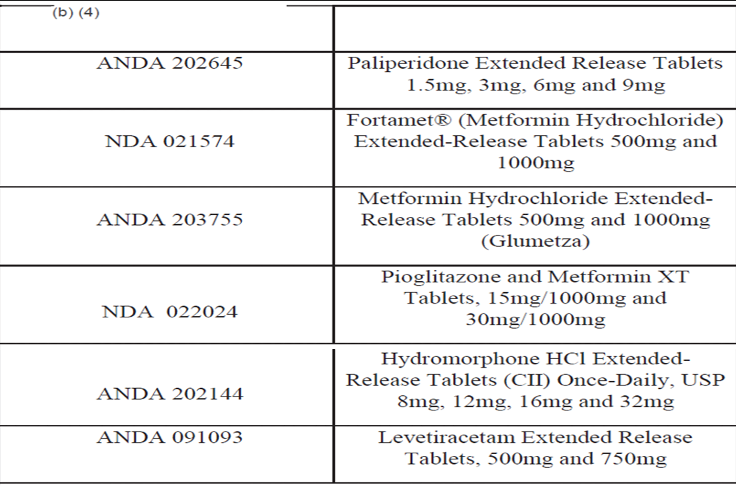 (b) (4)
ANDA 202645
Paliperidone Extended Release Tablets
1.5mg, 3mg, 6mg and 9mg
NDA 021574
Fortamet® (Metformin Hydrochloride)
Extended-Release Tablets 500mg and
1000mg
ANDA 203755
Metformin Hydrochloride Extended-
Release Tablets 500mg and 1000mg
(Glumetza)
NDA 022024
Pioglitazone and Metformin XT
Tablets, 15mg/1000mg and
30mg/1000mg
ANDA 202144
Hydromorphone HCl Extended-
Release Tablets (CII) Once-Daily, USP
8mg, 12mg, 16mg and 32mg
ANDA 091093
Levetiracetam Extended Release
Tablets, 500mg and 750mg